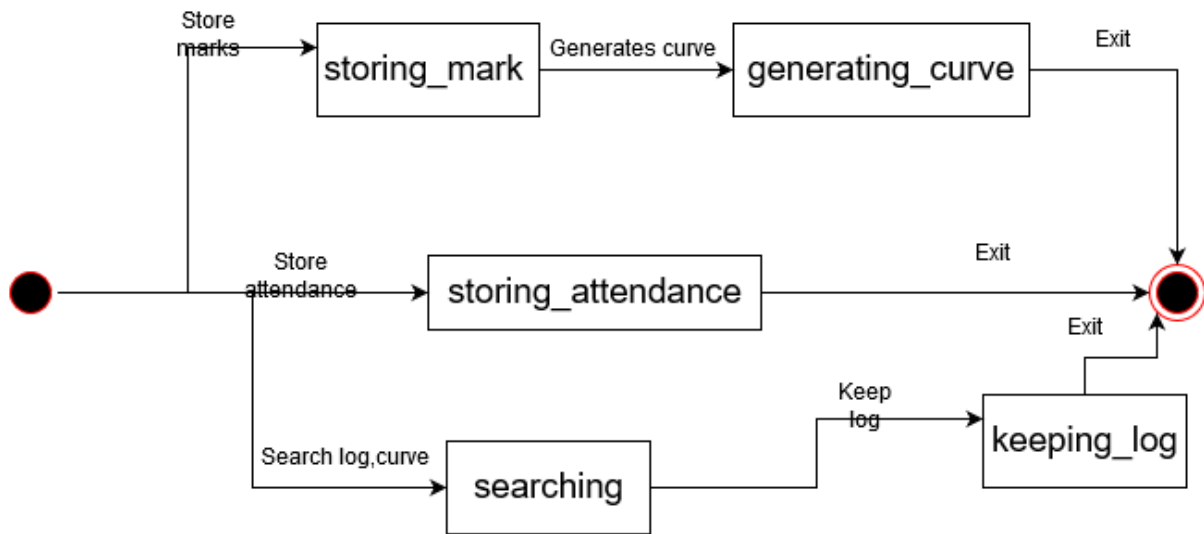 Store
marks
storing_mark
Generates curve
generating_curve
Exit
Store
attendance
storing_attendance
Exit
Search log,curve
searching
Keep
log
keeping_log
Exit